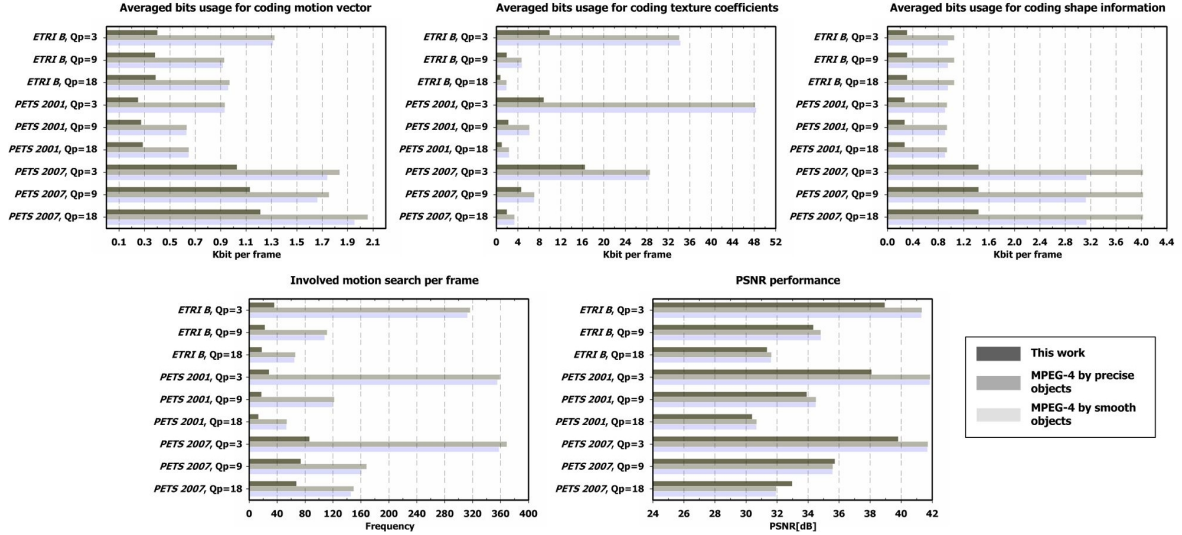 Averaged bits usage for coding motion vector
ETRI B, Qp=3
ETRI B, Qp=9
ETRI B, Qp=18
PETS 2001, Qp=3
PETS 2001, Qp=9
PETS 2001, Qp=18
PETS 2007, Qp=3
PETS 2007, Qp=9
PETS 2007, Qp=18
0.1 0.3 0.5 0.7 0.9 1.1 1.3 1.5 1.7 1.9 2.1
Kbit per frame
Averaged bits usage for coding texture coefficients
ETRI B, Qp=3
ETRI B, Qp=9
ETRI B, Qp=18
PETS 2001, Qp=3
PETS 2001, Qp=9
PETS 2001, Qp=18
PETS 2007, Qp=3
PETS 2007, Qp=9
PETS 2007, Qp=18
0 4 8 12 16 20 24 28 32 36 40 44 48 52
Kbit per frame
Averaged bits usage for coding shape information
ETRI B, Qp=3
ETRI B, Qp=9
ETRI B, Qp=18
PETS 2001, Qp=3
PETS 2001, Qp=9
PETS 2001, Qp=18
PETS 2007, Qp=3
PETS 2007, Qp=9
PETS 2007, Qp=18
0.0 0.4 0.8 1.2 1.6 2.0 2.4 2.8 3.2 3.6 4.0 4.4
Kbit per frame
Involved motion search per frame
ETRI B, Qp=3
ETRI B, Qp=9
ETRI B, Qp=18
PETS 2001, Qp=3
PETS 2001, Qp=9
PETS 2001, Qp=18
PETS 2007, Qp=3
PETS 2007, Qp=9
PETS 2007, Qp=18
0 40 80 120 160 200 240 280 320 360 400
Frequency
PSNR performance
ETRI B, Qp=3
ETRI B, Qp=9
ETRI B, Qp=18
PETS 2001, Qp=3
PETS 2001, Qp=9
PETS 2001, Qp=18
PETS 2007, Qp=3
PETS 2007, Qp=9
PETS 2007, Qp=18
24 26 28 30 32 34 36 38 40 42
PSNR[dB]
This work
MPEG-4 by precise
objects
MPEG-4 by smooth
objects